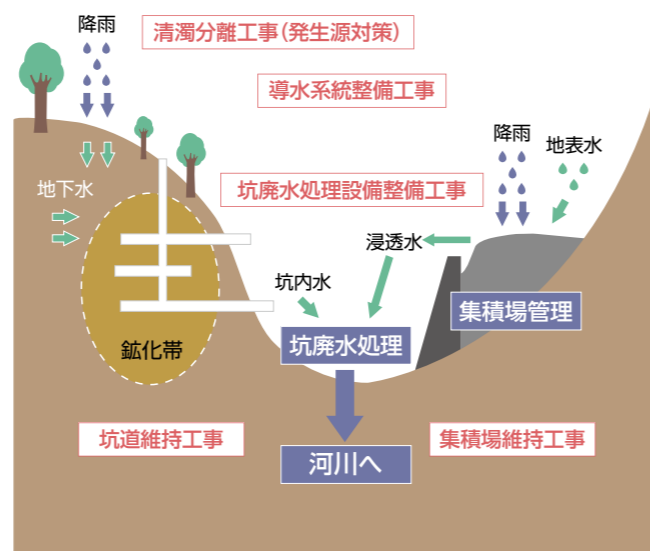 降雨
清濁分離工事(発生源対策)
導水系統整備工事
降雨
地表水
地下水
坑廃水処理設備整備工事
浸透水
坑内水
集積場管理
鉱化帯
坑廃水処理
坑道維持工事
集積場維持工事
河川へ